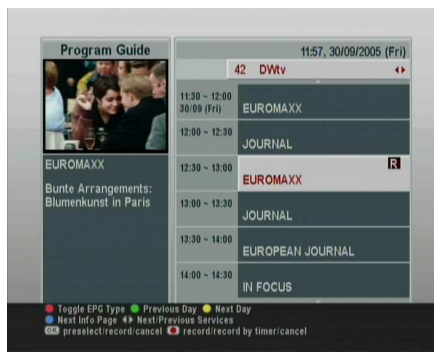 Program Guide
11:57, 30/09/2005 (Fri)
42 DWtv
11:30 ~ 12:00
30/09 (Fri)
EUROMAXX
12:00 ~ 12:30
JOURNAL
12:30 ~ 13:00
R
EUROMAXX
13:00 ~ 13:30
JOURNAL
13:30 ~ 14:00
EUROPEAN JOURNAL
14:00 ~ 14:30
IN FOCUS
EUROMAXX
Bunte Arrangements:
Blumenkunst in Paris
Toggle EPG Type Previous Day Next Day
Next Info Page Next/Previous Services
OK preselect/record/cancel record/record by timer/cancel